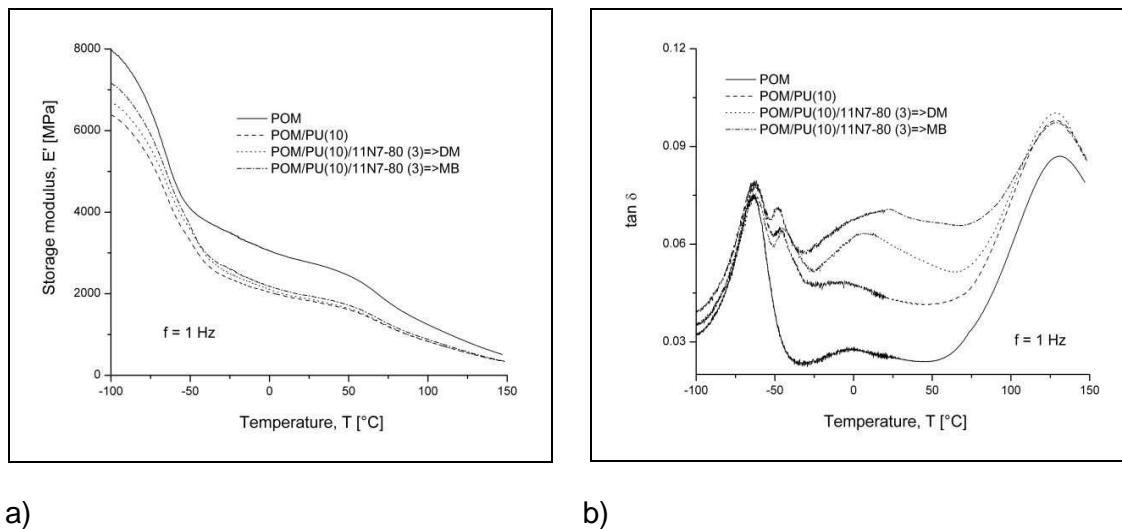 8000
6000
4000
2000
0
-100
-50
0
50
100
150
Storage modulus, E' [MPa]
Temperature, T [°C]
POM
POM/PU(10)
POM/PU(10)/11N7-80 (3)=>DM
POM/PU(10)/11N7-80 (3)=>MB
f = 1 Hz
0.12
0.09
0.06
0.03
-100
-50
0
50
100
150
tan δ
Temperature, T [°C]
POM
POM/PU(10)
POM/PU(10)/11N7-80 (3)=>DM
POM/PU(10)/11N7-80 (3)=>MB
f = 1 Hz
a)
b)